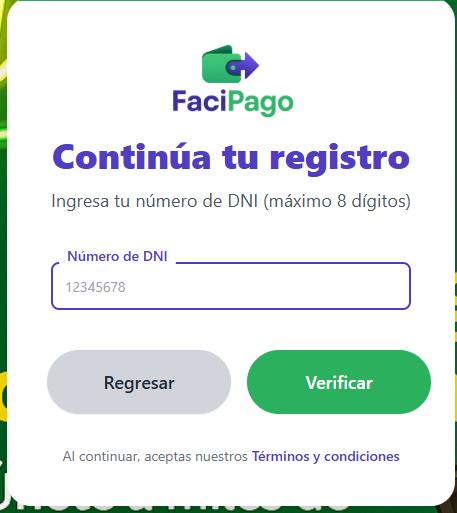 FaciPago
Continúa tu registro
Ingresa tu número de DNI (máximo 8 dígitos)
Número de DNI
12345678
Regresar
Verificar
Al continuar, aceptas nuestros Términos y condiciones